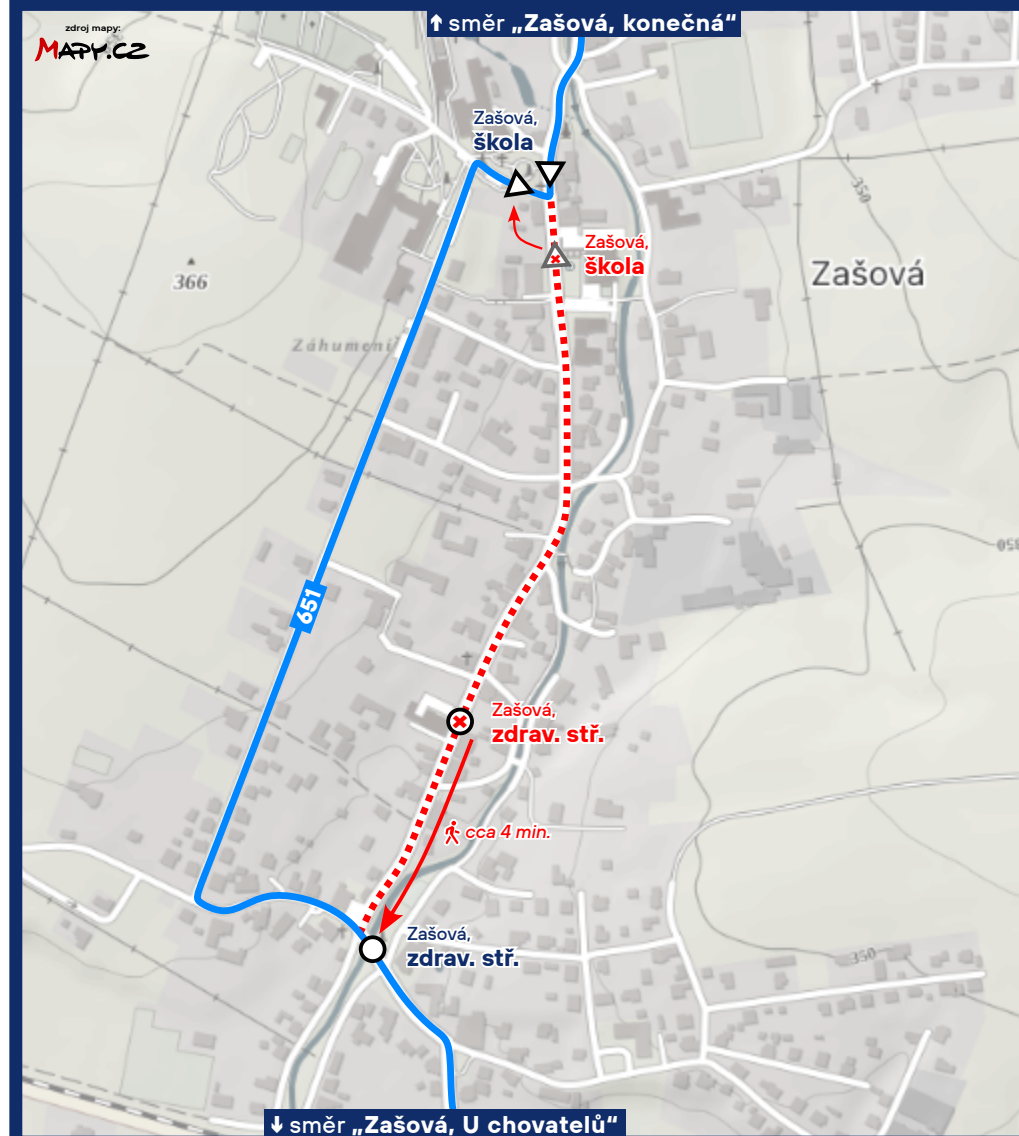 ↑ směr „Zašová, konečná“
zdroj mapy:
MAPY.CZ
Zašová,
škola
350
Zašová,
škola
Zašová
366
Záhumení
651
Zašová,
zdrav. stř.
cca 4 min.
Zašová,
zdrav. stř.
350
↓ směr „Zašová, U chovatelů“